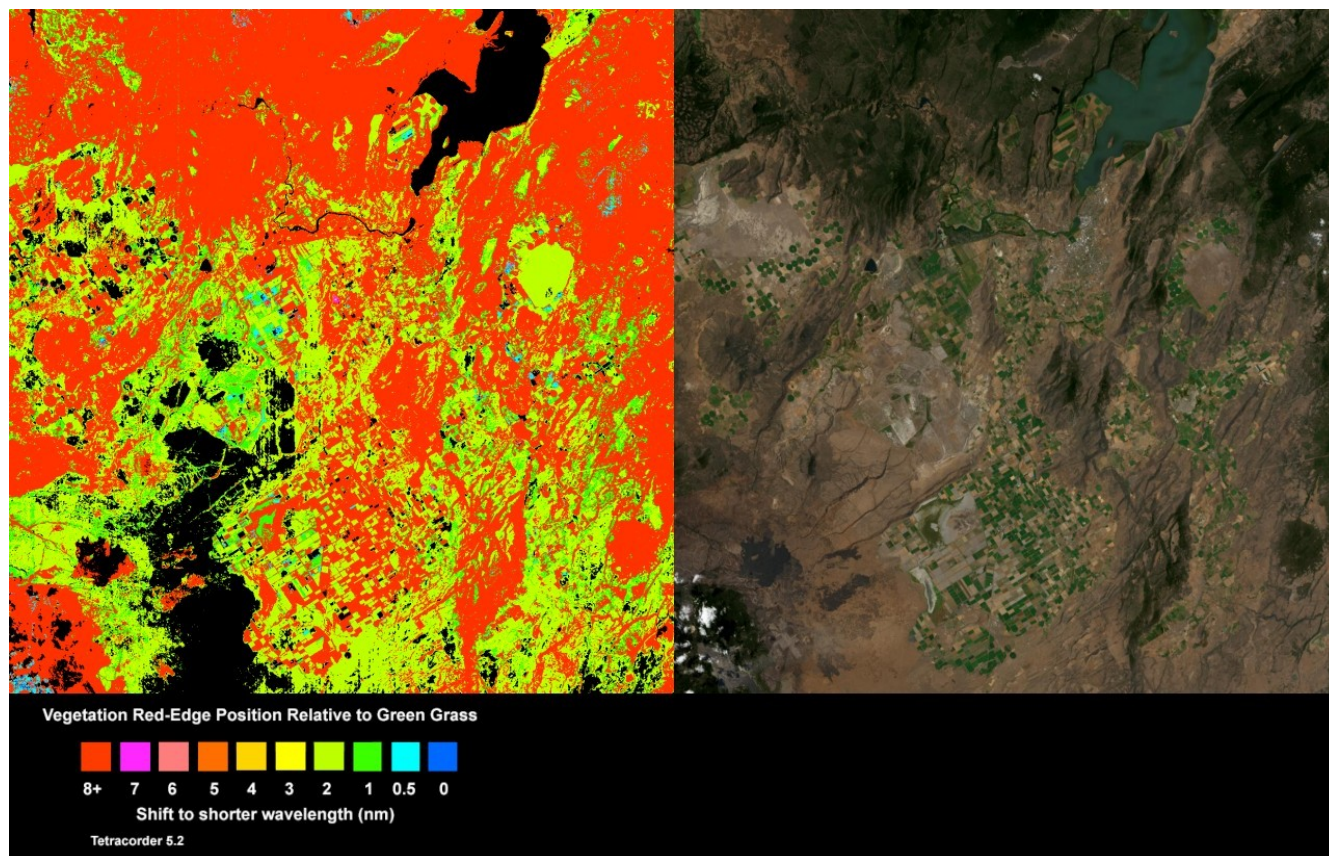 Vegetation Red-Edge Position Relative to Green Grass
8+ 7 6 5 4 3 2 1 0.5 0
Shift to shorter wavelength (nm)
Tetracorder 5.2